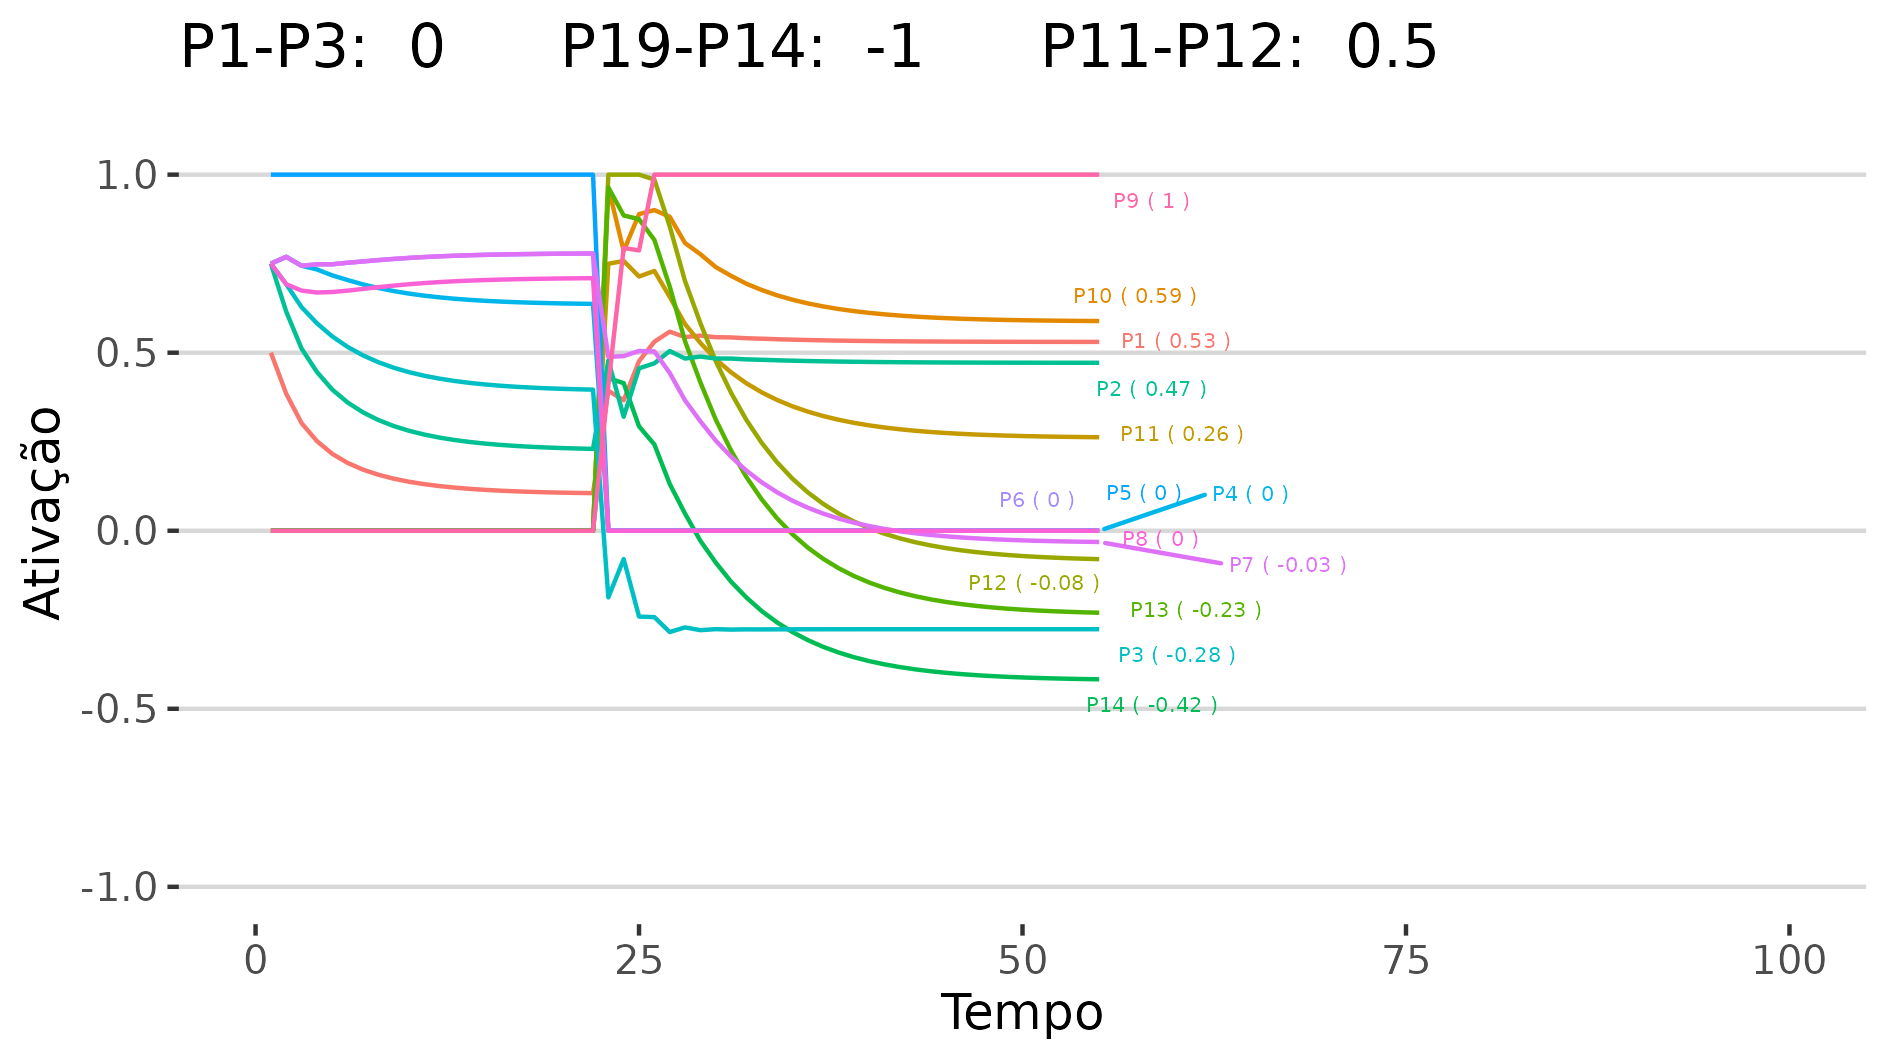 P1-P3: 0 P19-P14: -1 P11-P12: 0.5
1.0
P9 ( 1 )
P10 ( 0.59 )
P1 ( 0.53 )
0.5
P2 ( 0.47 )
P11 ( 0.26 )
P6 ( 0 ) P5 ( 0 ) P4 ( 0 )
0.0
P8 ( 0 )
P7 ( -0.03 )
P12 ( -0.08 )
P13 ( -0.23 )
P3 ( -0.28 )
-0.5
P14 ( -0.42 )
-1.0
Ativação
0 25 50 75 100
Tempo